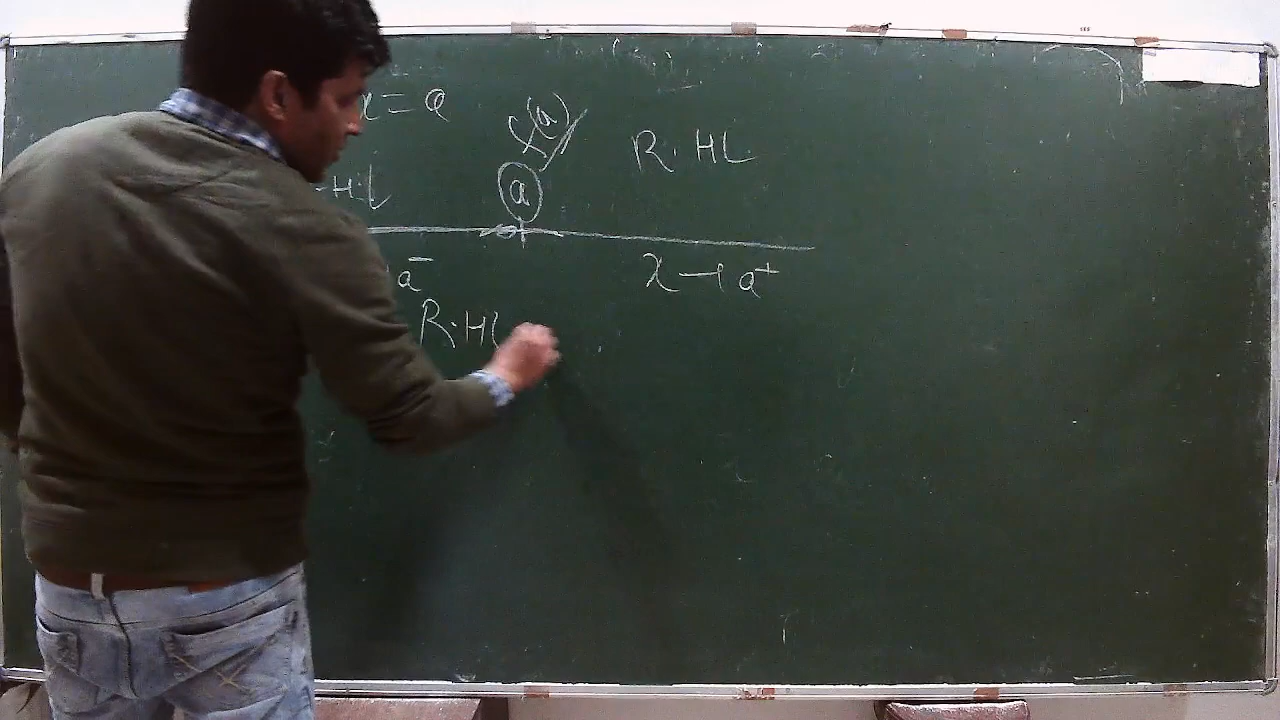 x = a
f(a)
R.HL
H.L
a
a⁻
x → a⁺
R.HL